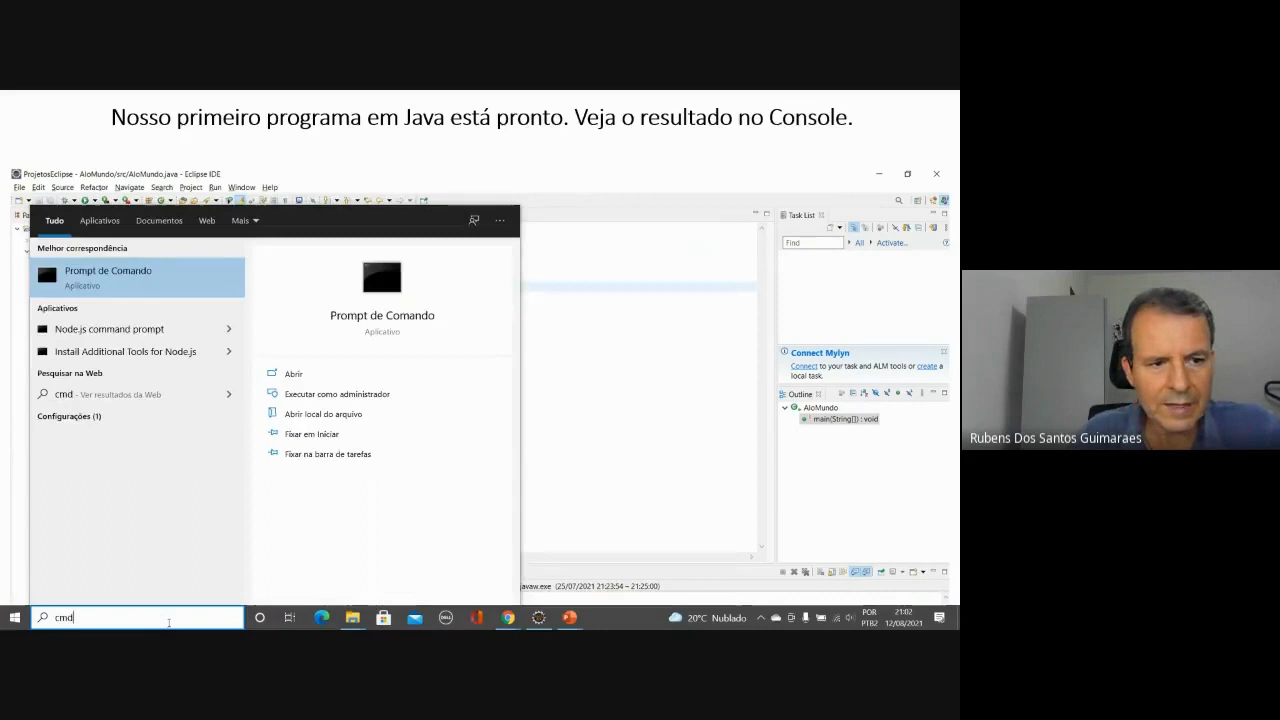 Nosso primeiro programa em Java está pronto. Veja o resultado no Console.
ProjetosEclipse - AloMundo/src/AloMundo.java - Eclipse IDE
File Edit Source Refactor Navigate Search Project Run Window Help
Tudo Aplicativos Documentos Web Mais
Melhor correspondência
Prompt de Comando
Aplicativo
Aplicativos
Node.js command prompt
Install Additional Tools for Node.js
Pesquisar na Web
cmd - Ver resultados da Web
Configurações (1)
Prompt de Comando
Aplicativo
Abrir
Executar como administrador
Abrir local do arquivo
Fixar em Iniciar
Fixar na barra de tarefas
Task List
Find All Activate...
Connect Mylyn
Connect to your task and ALM tools or create a
local task.
Outline
AloMundo
main(String[]) : void
javaw.exe (25/07/2021 21:23:54 – 21:25:00)
cmd
DELL
20°C Nublado
POR
PTB2
21:02
12/08/2021
Rubens Dos Santos Guimaraes